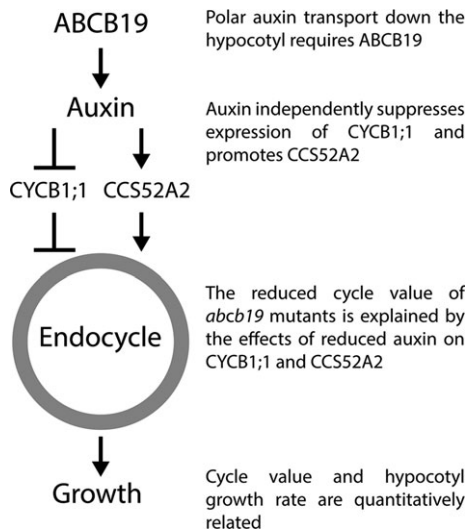 ABCB19
Polar auxin transport down the
hypocotyl requires ABCB19
Auxin
Auxin independently suppresses
expression of CYCB1;1 and
promotes CCS52A2
CYCB1;1 CCS52A2
Endocycle
The reduced cycle value of
abcb19 mutants is explained by
the effects of reduced auxin on
CYCB1;1 and CCS52A2
Growth
Cycle value and hypocotyl
growth rate are quantitatively
related